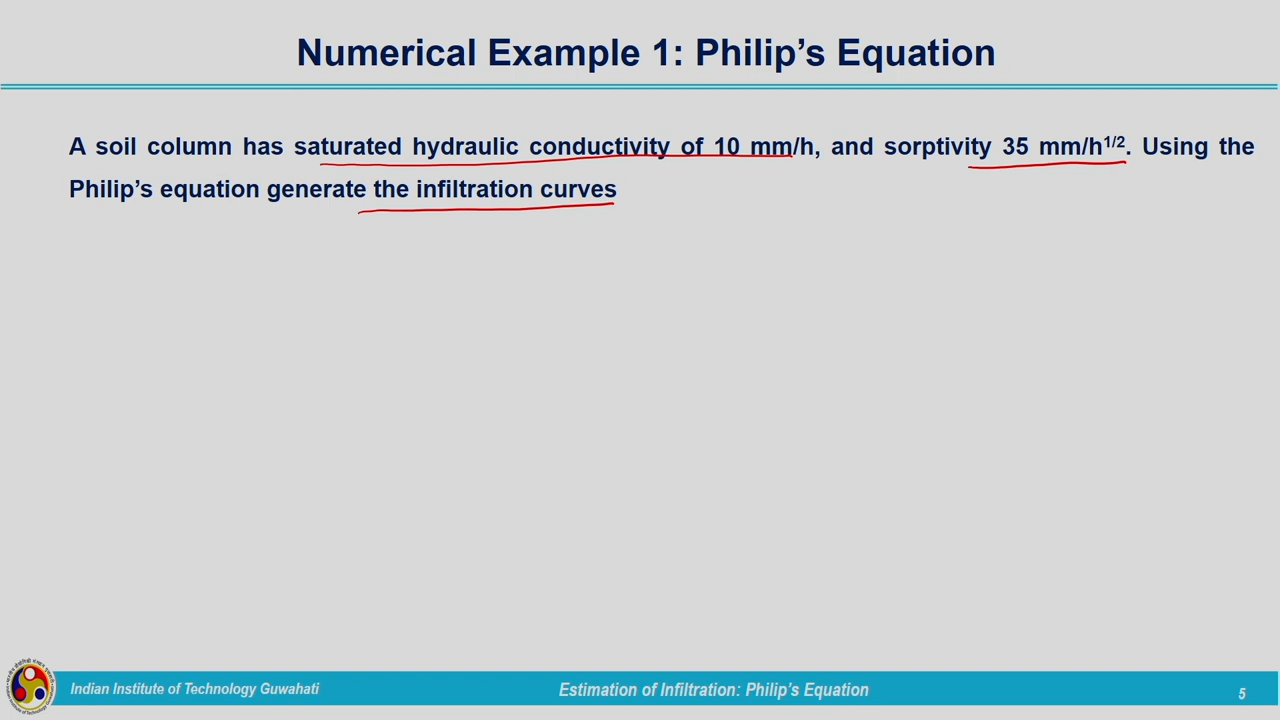 Numerical Example 1: Philip’s Equation
A soil column has saturated hydraulic conductivity of 10 mm/h, and sorptivity 35 mm/h1/2. Using the
Philip’s equation generate the infiltration curves
Indian Institute of Technology Guwahati
Estimation of Infiltration: Philip’s Equation
5